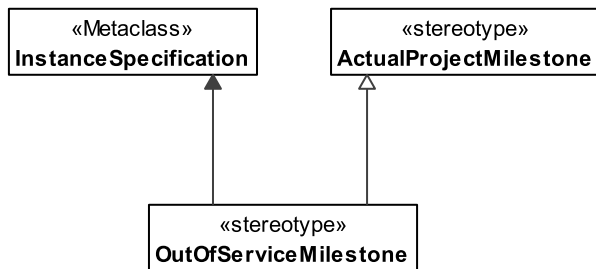 «Metaclass»
InstanceSpecification
«stereotype»
ActualProjectMilestone
«stereotype»
OutOfServiceMilestone